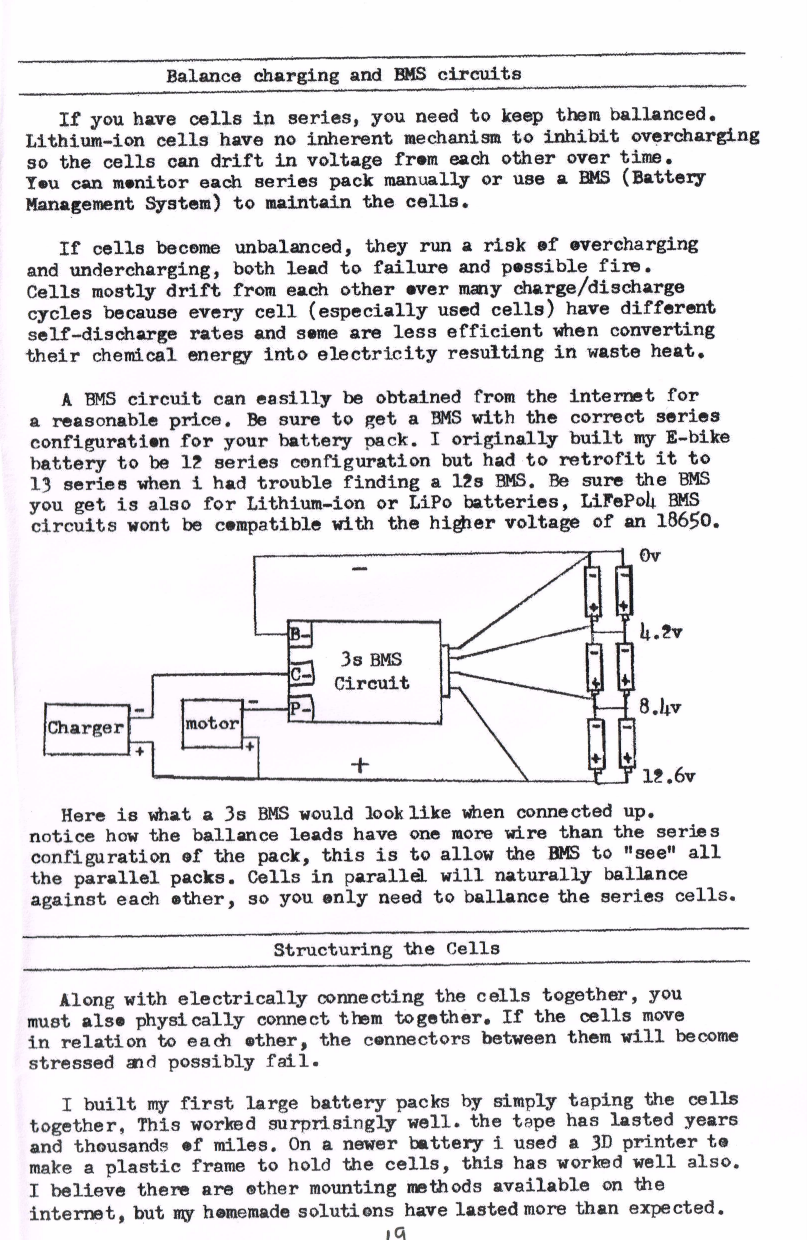 Balance charging and BMS circuits
If you have cells in series, you need to keep them ballanced.
Lithium-ion cells have no inherent mechanism to inhibit overcharging
so the cells can drift in voltage from each other over time.
You can monitor each series pack manually or use a BMS (Battery
Management System) to maintain the cells.
If cells become unbalanced, they run a risk of overcharging
and undercharging, both lead to failure and possible fire.
Cells mostly drift from each other over many charge/discharge
cycles because every cell (especially used cells) have different
self-discharge rates and some are less efficient when converting
their chemical energy into electricity resulting in waste heat.
A BMS circuit can easilly be obtained from the internet for
a reasonable price. Be sure to get a BMS with the correct series
configuration for your battery pack. I originally built my E-bike
battery to be 12 series configuration but had to retrofit it to
13 series when i had trouble finding a 12s BMS. Be sure the BMS
you get is also for Lithium-ion or LiPo batteries, LiFePo4 BMS
circuits wont be compatible with the higher voltage of an 18650.
0v
-
- -
+ +
B-
4.2v
3s BMS
Circuit
- -
+ +
C-
P-
8.4v
- -
Charger
motor
+ +
- -
+ +
+
12.6v
Here is what a 3s BMS would look like when connected up.
notice how the ballance leads have one more wire than the series
configuration of the pack, this is to allow the BMS to "see" all
the parallel packs. Cells in parallel will naturally ballance
against each other, so you only need to ballance the series cells.
Structuring the Cells
Along with electrically connecting the cells together, you
must also physically connect them together. If the cells move
in relation to each other, the connectors between them will become
stressed and possibly fail.
I built my first large battery packs by simply taping the cells
together, This worked surprisingly well. the tape has lasted years
and thousands of miles. On a newer battery i used a 3D printer to
make a plastic frame to hold the cells, this has worked well also.
I believe there are other mounting methods available on the
internet, but my homemade solutions have lasted more than expected.
19